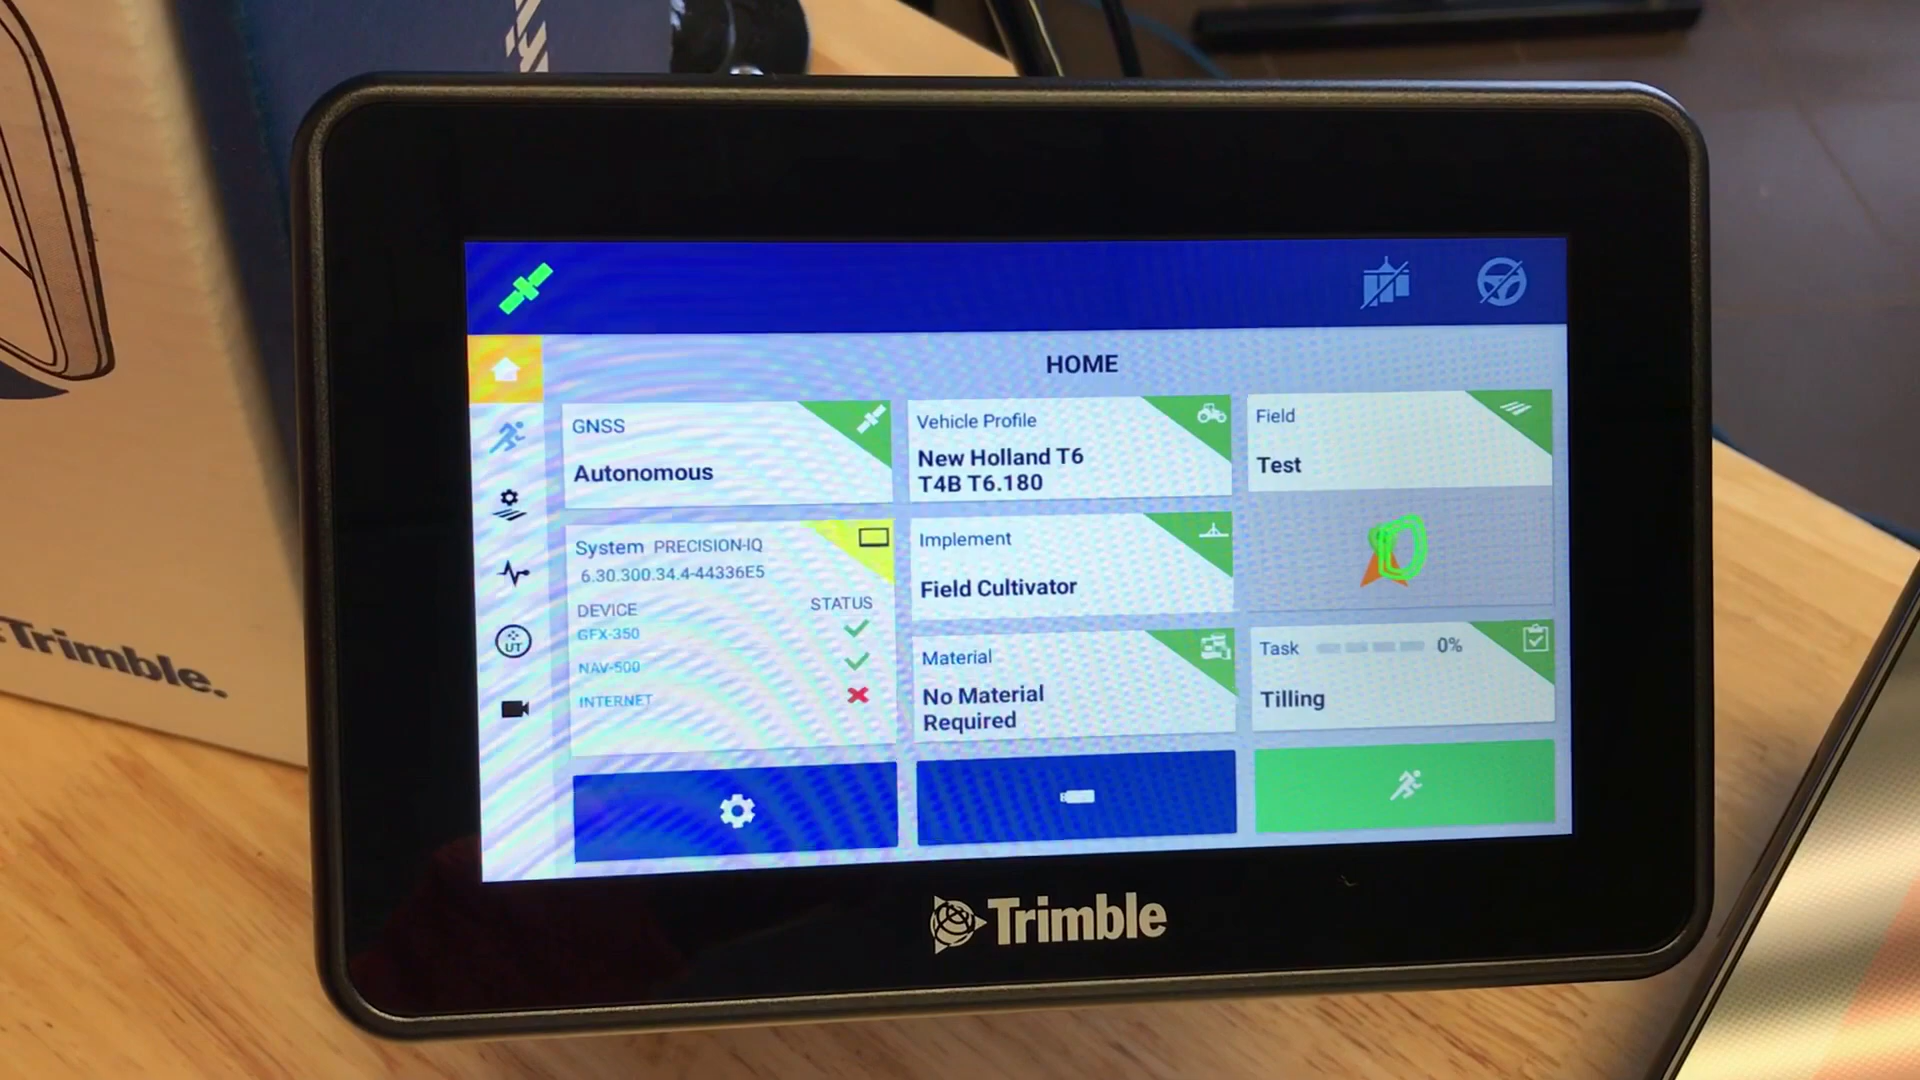 HOME
GNSS
Autonomous
Vehicle Profile
New Holland T6
T4B T6.180
Field
Test
System PRECISION-IQ
6.30.300.34.4-44336E5
DEVICE STATUS
GFX-350
NAV-500
INTERNET
Implement
Field Cultivator
Material
No Material
Required
Task 0%
Tilling
UT
Trimble
Trimble.